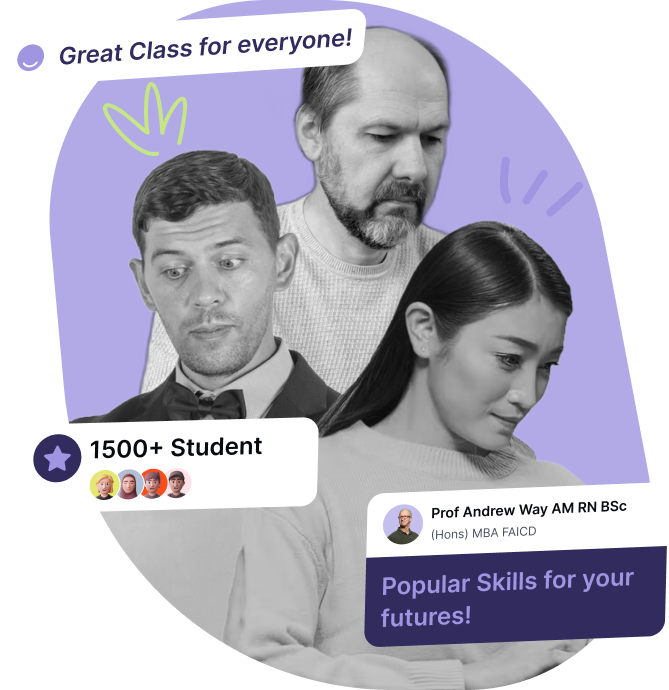 Great Class for everyone!
1500+ Student
Prof Andrew Way AM RN BSc
(Hons) MBA FAICD
Popular Skills for your
futures!